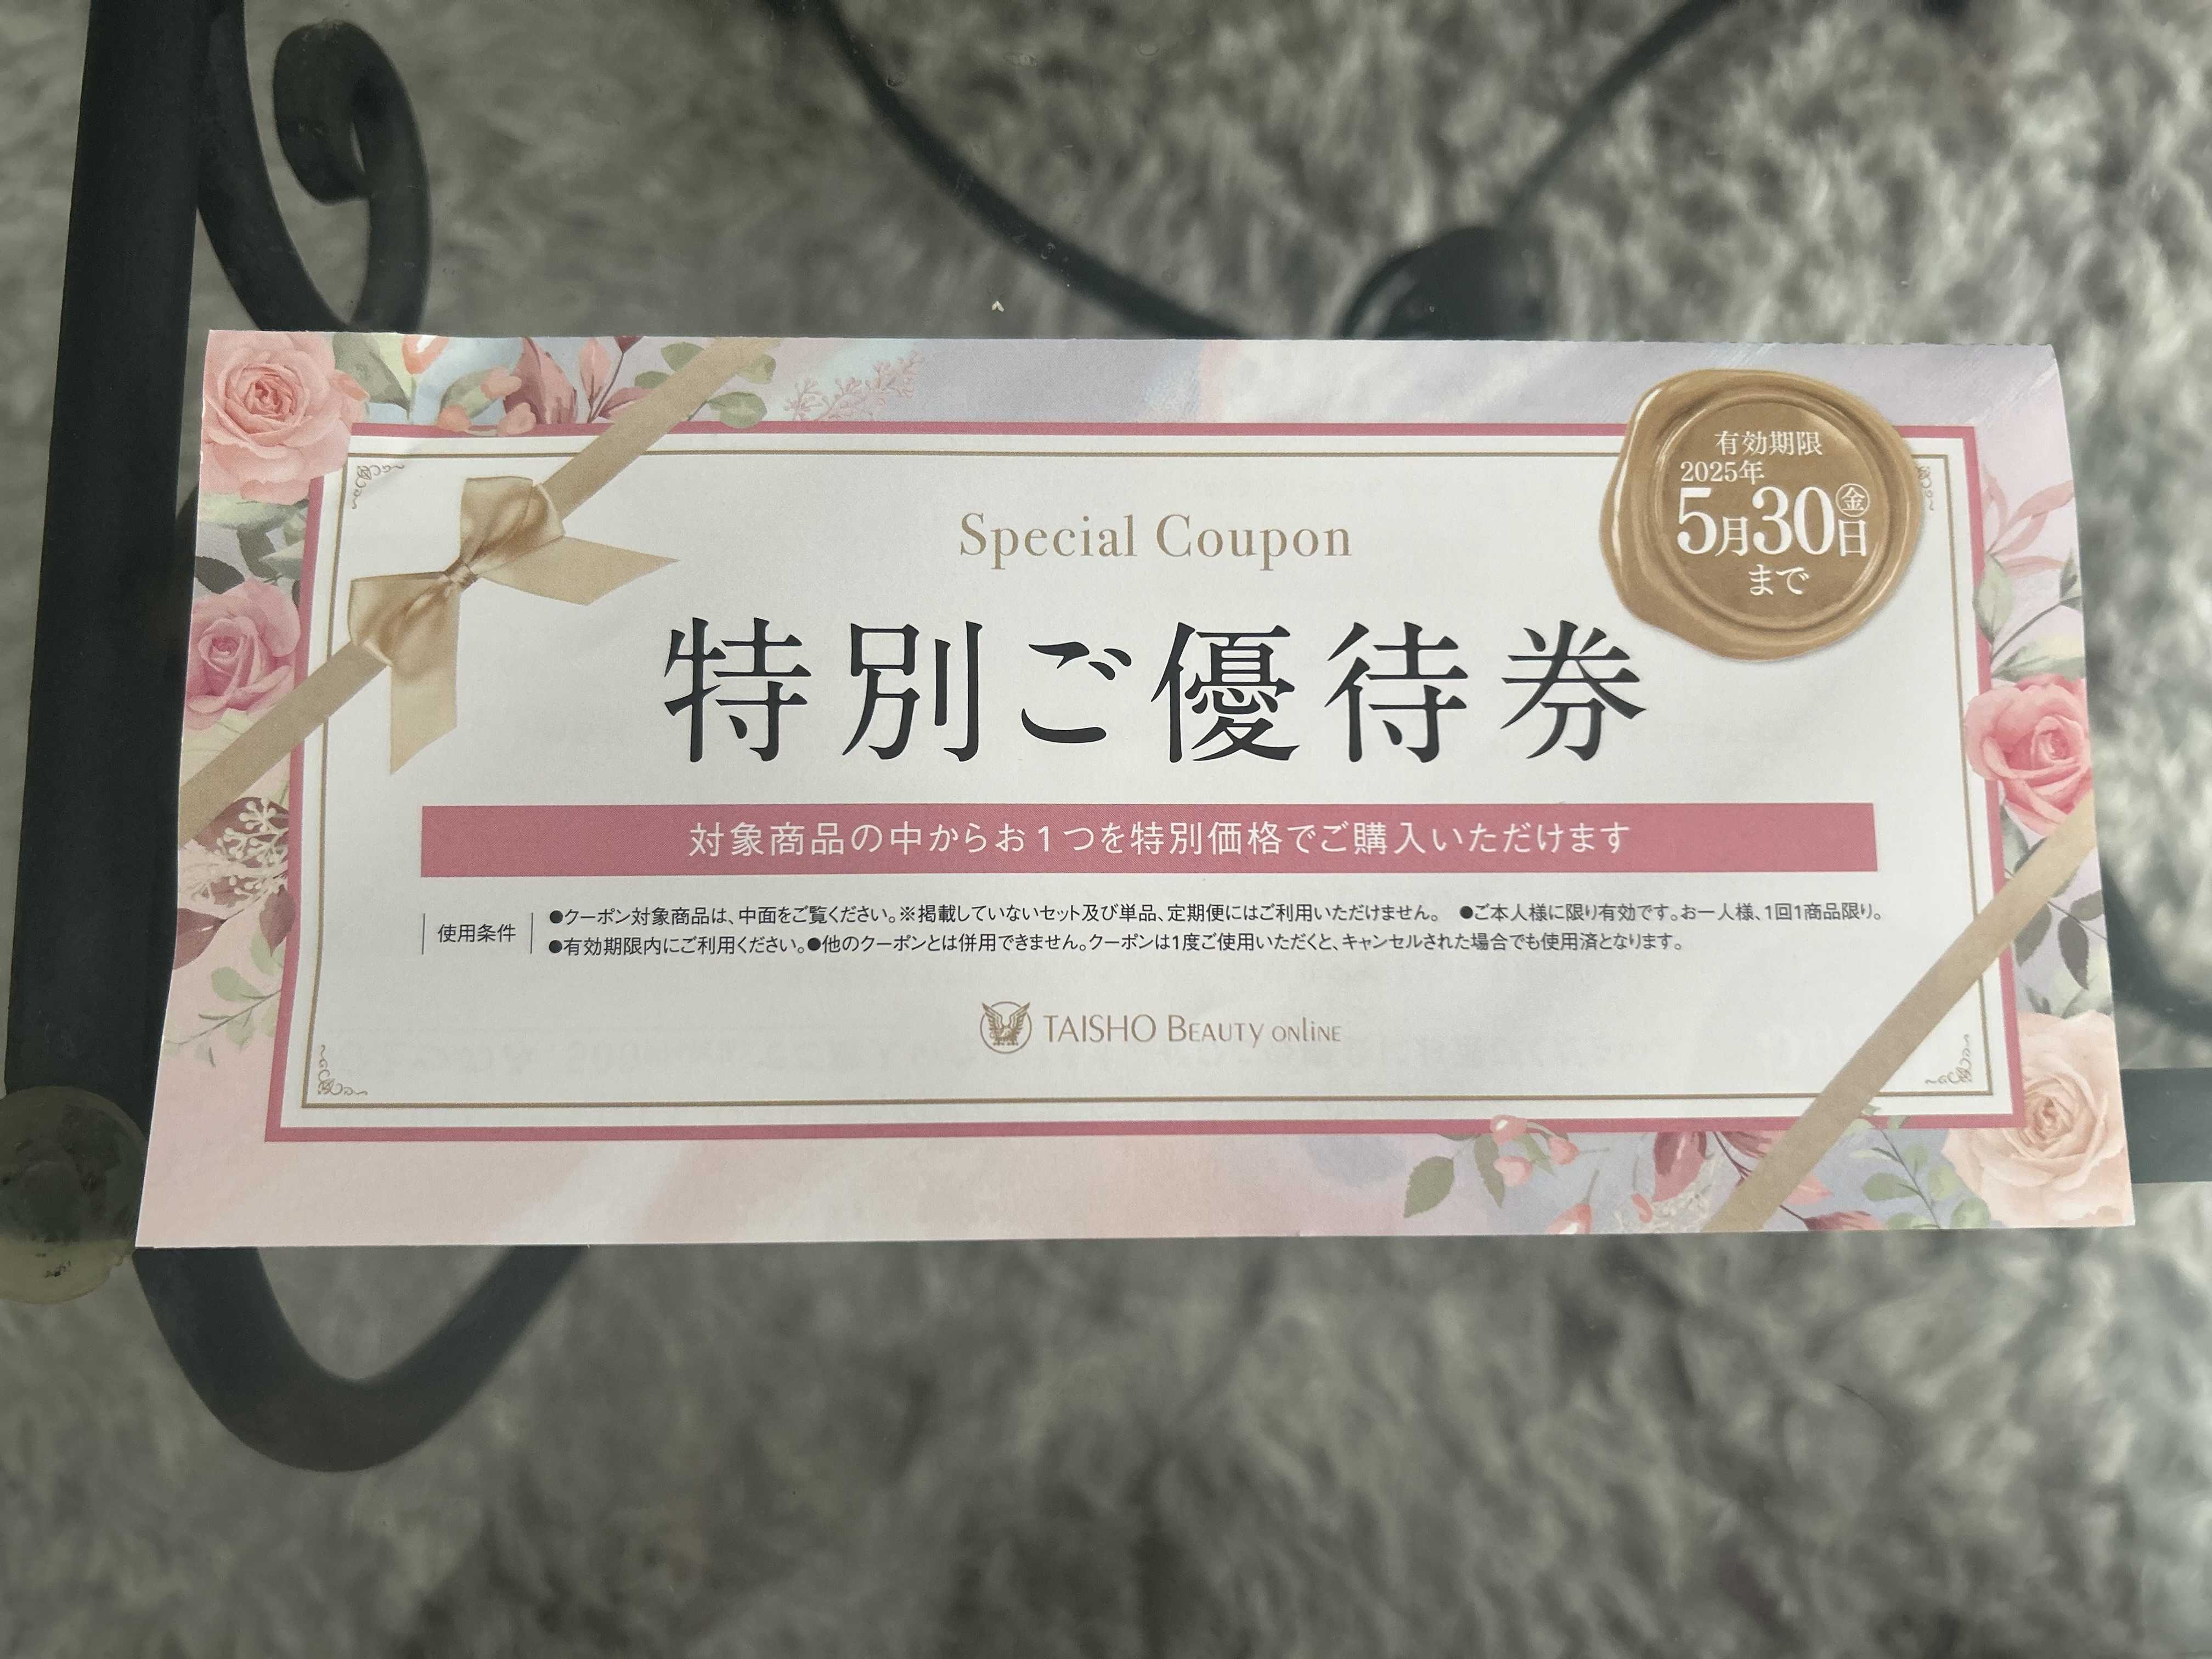 有効期限
2025年
5月30日㊎
まで
Special Coupon
特別ご優待券
対象商品の中からお1つを特別価格でご購入いただけます
使用条件
●クーポン対象商品は、中面をご覧ください。※掲載していないセット及び単品、定期便にはご利用いただけません。 ●ご本人様に限り有効です。お一人様、1回1商品限り。
●有効期限内にご利用ください。●他のクーポンとは併用できません。クーポンは1度ご使用いただくと、キャンセルされた場合でも使用済となります。
TAISHO BEAUTY ONLINE